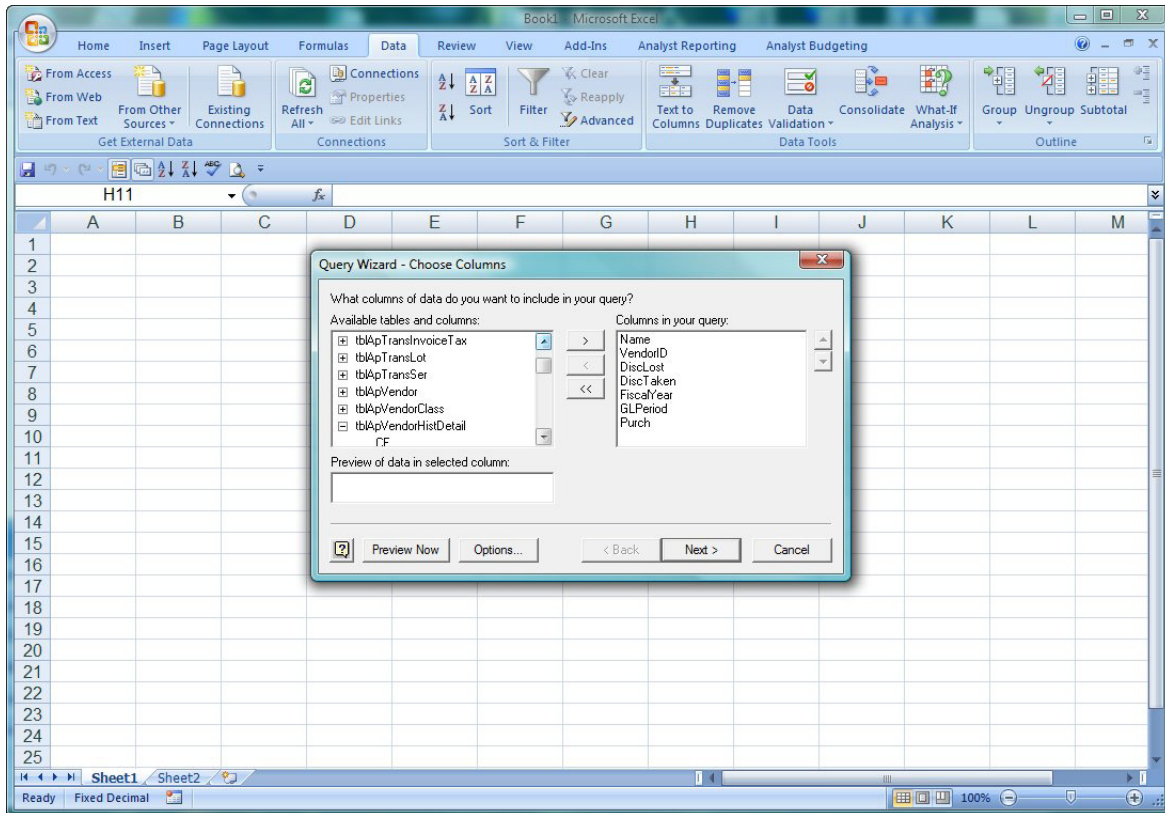 Book1 - Microsoft Excel
Home Insert Page Layout Formulas Data Review View Add-Ins Analyst Reporting Analyst Budgeting
From Access
From Web
From Text
From Other Sources
Existing Connections
Get External Data
Refresh All
Connections
Properties
Edit Links
Connections
Sort
Filter
Clear
Reapply
Advanced
Sort & Filter
Text to Columns
Remove Duplicates
Data Validation
Consolidate
What-If Analysis
Data Tools
Group
Ungroup
Subtotal
Outline
H11 fx
A B C D E F G H I J K L M
1
2
3
4
5
6
7
8
9
10
11
12
13
14
15
16
17
18
19
20
21
22
23
24
25
Query Wizard - Choose Columns
What columns of data do you want to include in your query?
Available tables and columns:
tblApTransInvoiceTax
tblApTransLot
tblApTransSer
tblApVendor
tblApVendorClass
tblApVendorHistDetail
CF
>
<
<<
Columns in your query:
Name
VendorID
DiscLost
DiscTaken
FiscalYear
GLPeriod
Purch
Preview of data in selected column:
Preview Now Options... < Back Next > Cancel
Sheet1 Sheet2
Ready Fixed Decimal 100%